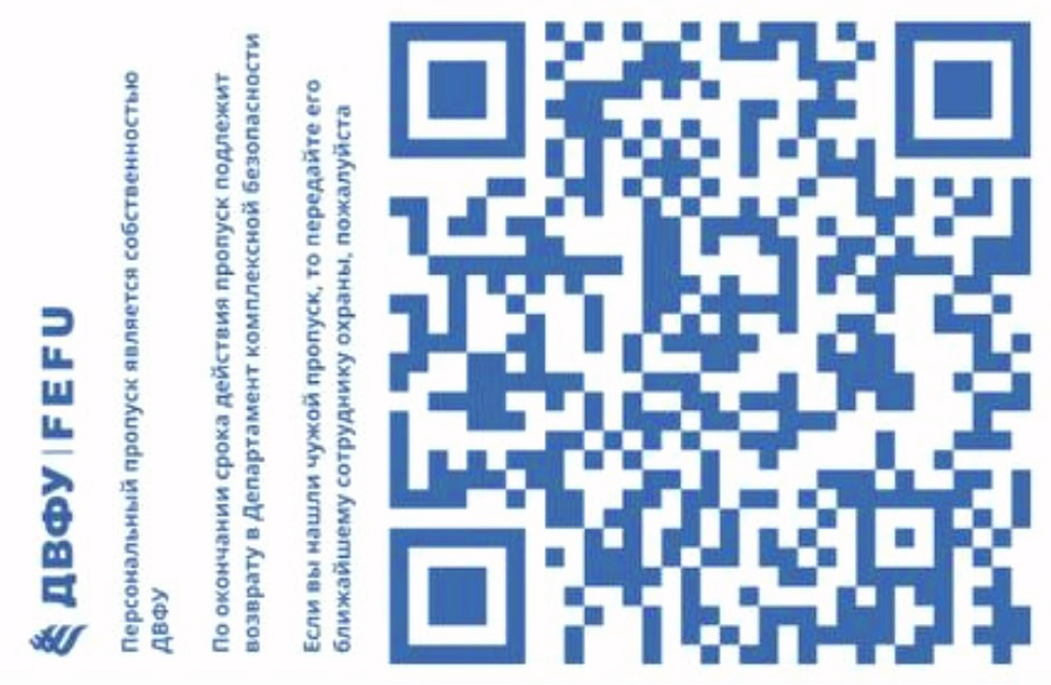 ДВФУ | FEFU
Персональный пропуск является собственностью
ДВФУ
По окончании срока действия пропуск подлежит
возврату в Департамент комплексной безопасности
Если вы нашли чужой пропуск, то передайте его
ближайшему сотруднику охраны, пожалуйста